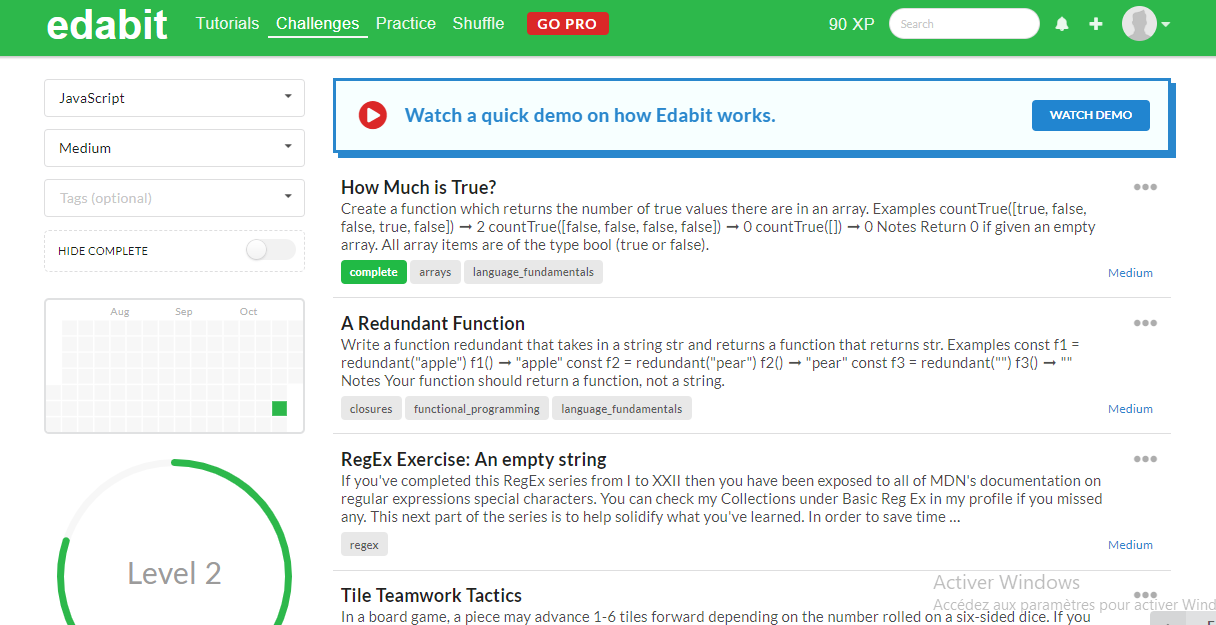 edabit Tutorials Challenges Practice Shuffle GO PRO 90 XP Search
JavaScript
Medium
Tags (optional)
HIDE COMPLETE
Aug Sep Oct
Level 2
Watch a quick demo on how Edabit works. WATCH DEMO
How Much is True?
Create a function which returns the number of true values there are in an array. Examples countTrue([true, false,
false, true, false]) ➞ 2 countTrue([false, false, false, false]) ➞ 0 countTrue([]) ➞ 0 Notes Return 0 if given an empty
array. All array items are of the type bool (true or false).
complete arrays language_fundamentals Medium
A Redundant Function
Write a function redundant that takes in a string str and returns a function that returns str. Examples const f1 =
redundant("apple") f1() ➞ "apple" const f2 = redundant("pear") f2() ➞ "pear" const f3 = redundant("") f3() ➞ ""
Notes Your function should return a function, not a string.
closures functional_programming language_fundamentals Medium
RegEx Exercise: An empty string
If you've completed this RegEx series from I to XXII then you have been exposed to all of MDN's documentation on
regular expressions special characters. You can check my Collections under Basic Reg Ex in my profile if you missed
any. This next part of the series is to help solidify what you've learned. In order to save time ...
regex Medium
Tile Teamwork Tactics
In a board game, a piece may advance 1-6 tiles forward depending on the number rolled on a six-sided dice. If you
Activer Windows
Accédez aux paramètres pour activer Wind